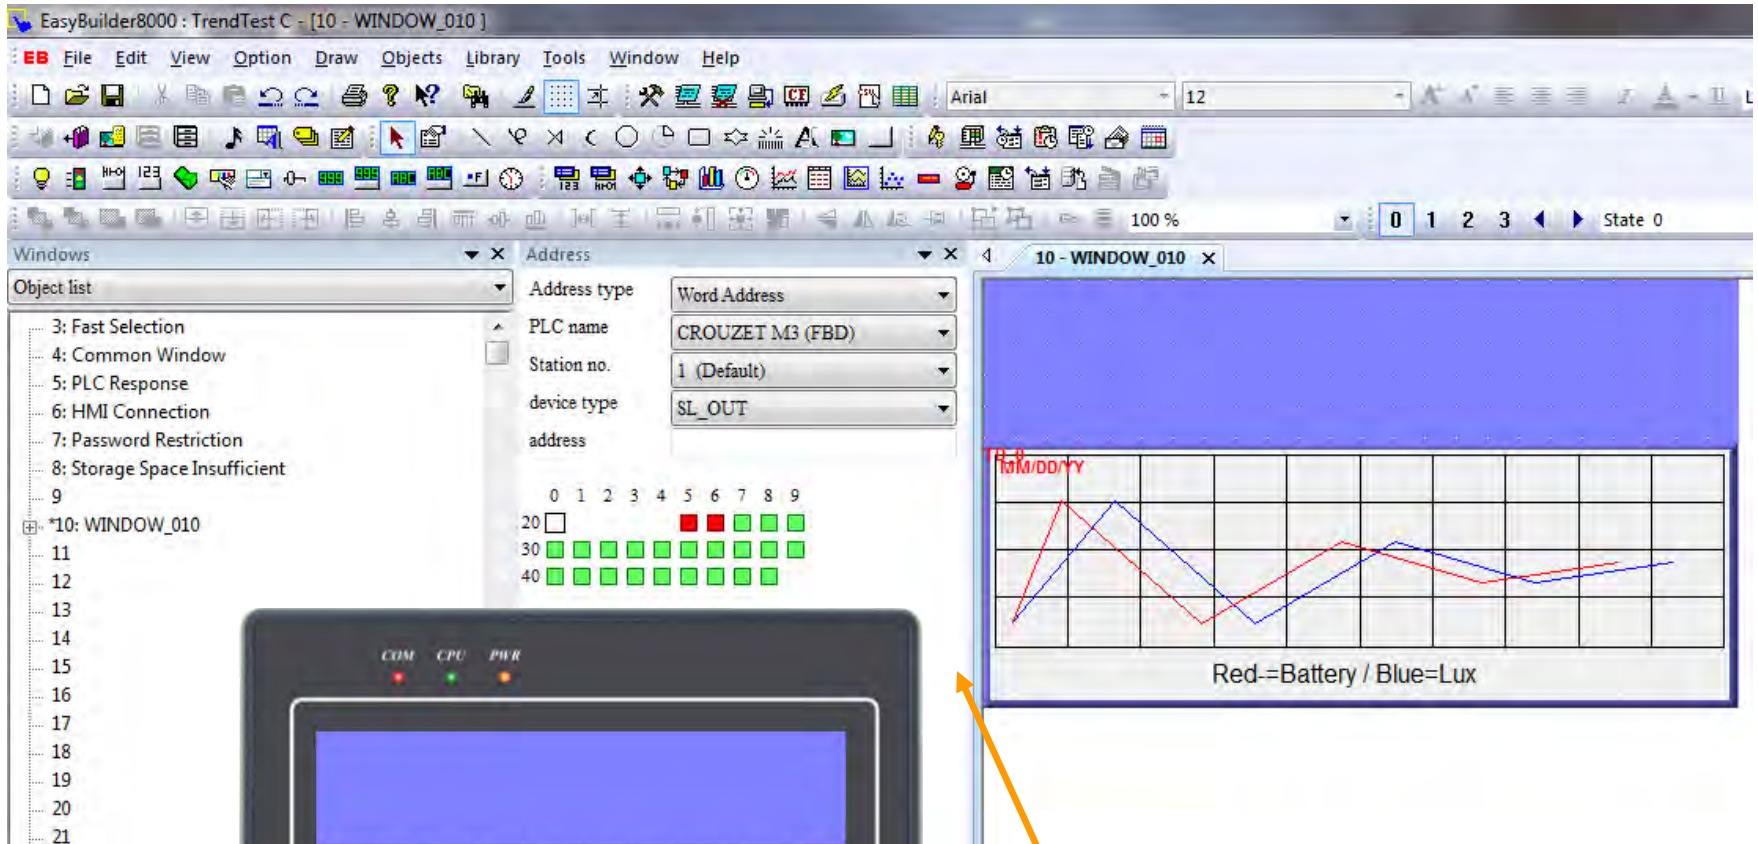 EasyBuilder8000 : TrendTest C - [10 - WINDOW_010 ]
EB File Edit View Option Draw Objects Library Tools Window Help
Arial 12
100 % 0 1 2 3 State 0
Windows
Object list
3: Fast Selection
4: Common Window
5: PLC Response
6: HMI Connection
7: Password Restriction
8: Storage Space Insufficient
9
*10: WINDOW_010
11
12
13
14
15
16
17
18
19
20
21
Address
Address type Word Address
PLC name CROUZET M3 (FBD)
Station no. 1 (Default)
device type SL_OUT
address
0 1 2 3 4 5 6 7 8 9
20
30
40
COM CPU PWR
10 - WINDOW_010
MM/DD/YY
Red-=Battery / Blue=Lux